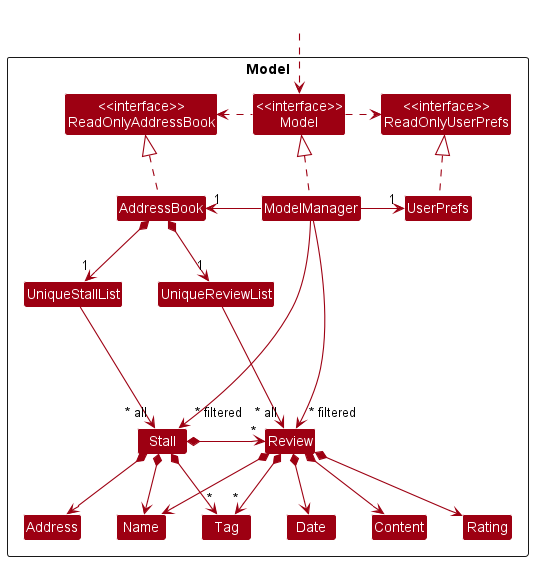 Model
<<interface>>
ReadOnlyAddressBook
<<interface>>
Model
<<interface>>
ReadOnlyUserPrefs
AddressBook
1
ModelManager
1
UserPrefs
1
1
UniqueStallList
UniqueReviewList
* all
* filtered
* all
* filtered
Stall
*
Review
*
*
Address
Name
Tag
Date
Content
Rating